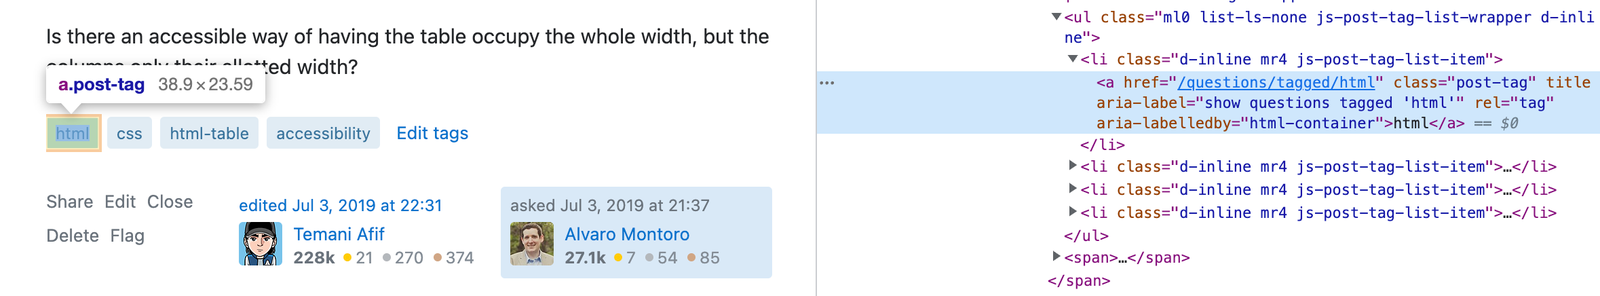 Is there an accessible way of having the table occupy the whole width, but the
allotted width?
a.post-tag 38.9 × 23.59
html css html-table accessibility Edit tags
Share Edit Close
Delete Flag
edited Jul 3, 2019 at 22:31
Temani Afif
228k 21 270 374
asked Jul 3, 2019 at 21:37
Alvaro Montoro
27.1k 7 54 85
▼<ul class="ml0 list-ls-none js-post-tag-list-wrapper d-inli
ne">
▼<li class="d-inline mr4 js-post-tag-list-item">
… <a href="/questions/tagged/html" class="post-tag" title
aria-label="show questions tagged 'html'" rel="tag"
aria-labelledby="html-container">html</a> == $0
</li>
▶<li class="d-inline mr4 js-post-tag-list-item">…</li>
▶<li class="d-inline mr4 js-post-tag-list-item">…</li>
▶<li class="d-inline mr4 js-post-tag-list-item">…</li>
</ul>
▶<span>…</span>
</span>